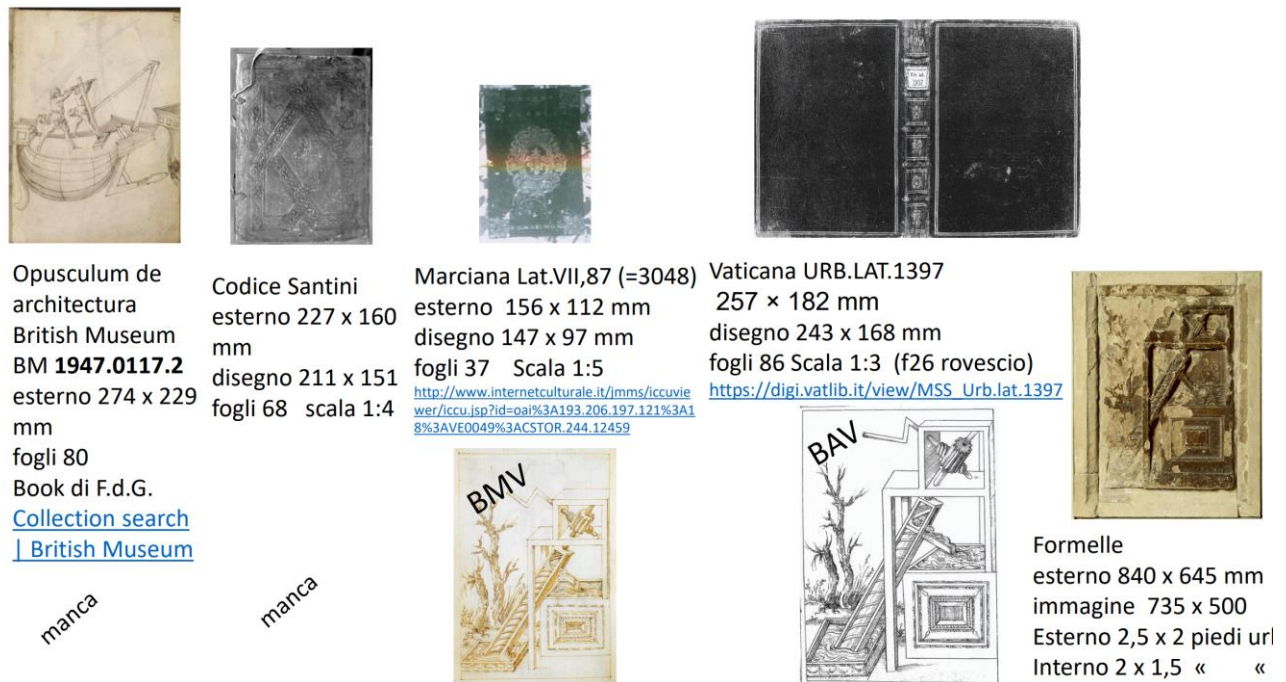 Opusculum de
architectura
British Museum
BM 1947.0117.2
esterno 274 x 229
mm
fogli 80
Book di F.d.G.
Collection search
| British Museum
manca
Codice Santini
esterno 227 x 160
mm
disegno 211 x 151
fogli 68 scala 1:4
manca
Marciana Lat.VII,87 (=3048)
esterno 156 x 112 mm
disegno 147 x 97 mm
fogli 37 Scala 1:5
http://www.internetculturale.it/jmms/iccuvie
wer/iccu.jsp?id=oai%3A193.206.197.121%3A1
8%3AVE0049%3ACSTOR.244.12459
BMV
Vaticana URB.LAT.1397
257 × 182 mm
disegno 243 x 168 mm
fogli 86 Scala 1:3 (f26 rovescio)
https://digi.vatlib.it/view/MSS_Urb.lat.1397
BAV
Formelle
esterno 840 x 645 mm
immagine 735 x 500
Esterno 2,5 x 2 piedi url
Interno 2 x 1,5 « «